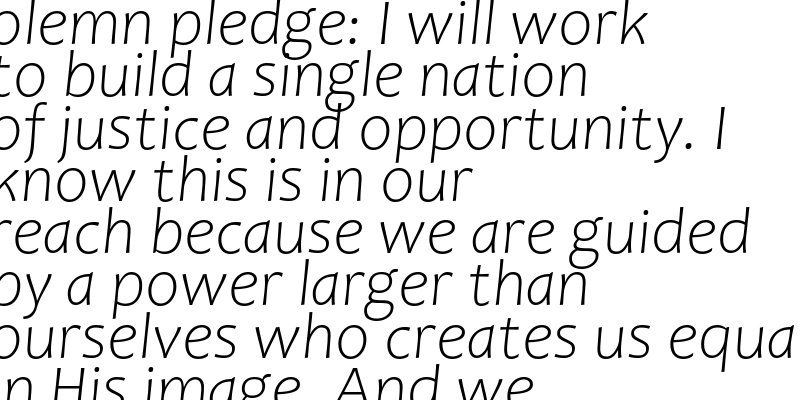 olemn pledge: I will work
to build a single nation
of justice and opportunity. I
know this is in our
reach because we are guided
by a power larger than
ourselves who creates us equa
in His image. And we